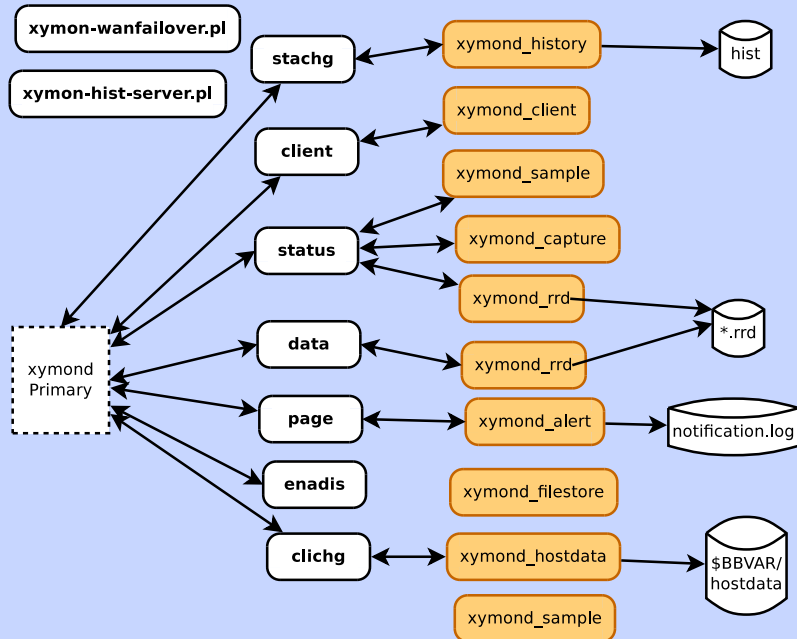 xymon-wanfailover.pl
xymon-hist-server.pl
stachg
xymond_history
hist
client
xymond_client
xymond_sample
status
xymond_capture
xymond_rrd
*.rrd
xymond
Primary
data
xymond_rrd
page
xymond_alert
notification.log
enadis
xymond_filestore
clichg
xymond_hostdata
$BBVAR/
hostdata
xymond_sample